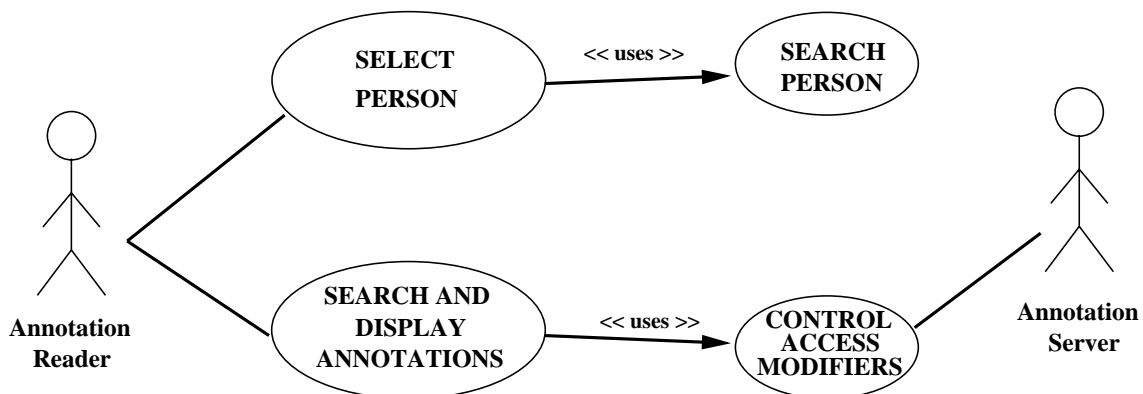 SELECT
PERSON
<< uses >>
SEARCH
PERSON
Annotation
Reader
SEARCH AND
DISPLAY
ANNOTATIONS
<< uses >>
CONTROL
ACCESS
MODIFIERS
Annotation
Server